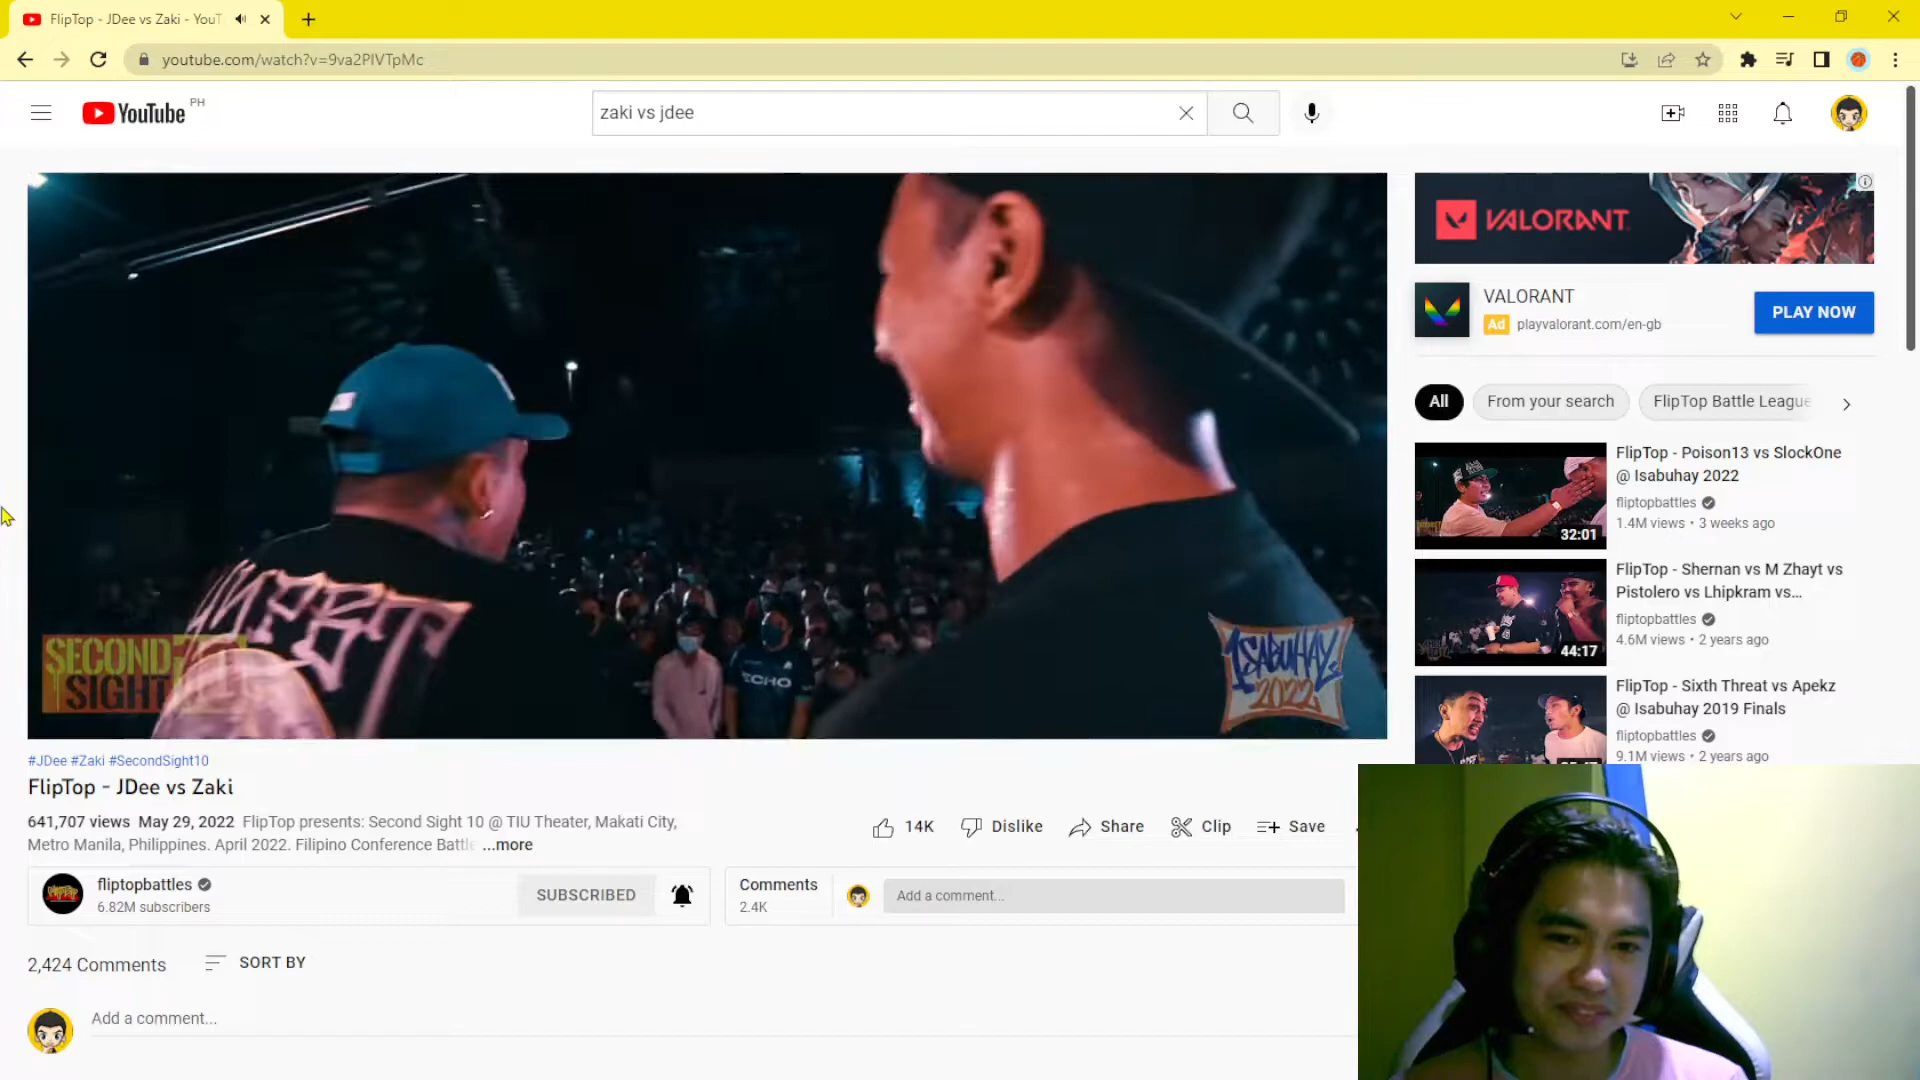 FlipTop - JDee vs Zaki - YouT
youtube.com/watch?v=9va2PIVTpMc
YouTube PH
zaki vs jdee
VALORANT
VALORANT
Ad playvalorant.com/en-gb
PLAY NOW
All
From your search
FlipTop Battle League
FlipTop - Poison13 vs SlockOne
@ Isabuhay 2022
fliptopbattles
1.4M views • 3 weeks ago
32:01
FlipTop - Shernan vs M Zhayt vs
Pistolero vs Lhipkram vs...
fliptopbattles
4.6M views • 2 years ago
44:17
FlipTop - Sixth Threat vs Apekz
@ Isabuhay 2019 Finals
fliptopbattles
9.1M views • 2 years ago
SECOND
SIGHT
ECHO
ISABUHAY
2022
#JDee #Zaki #SecondSight10
FlipTop - JDee vs Zaki
641,707 views May 29, 2022 FlipTop presents: Second Sight 10 @ TIU Theater, Makati City,
Metro Manila, Philippines. April 2022. Filipino Conference Battle ...more
14K
Dislike
Share
Clip
Save
fliptopbattles
6.82M subscribers
SUBSCRIBED
Comments
2.4K
Add a comment...
2,424 Comments
SORT BY
Add a comment...